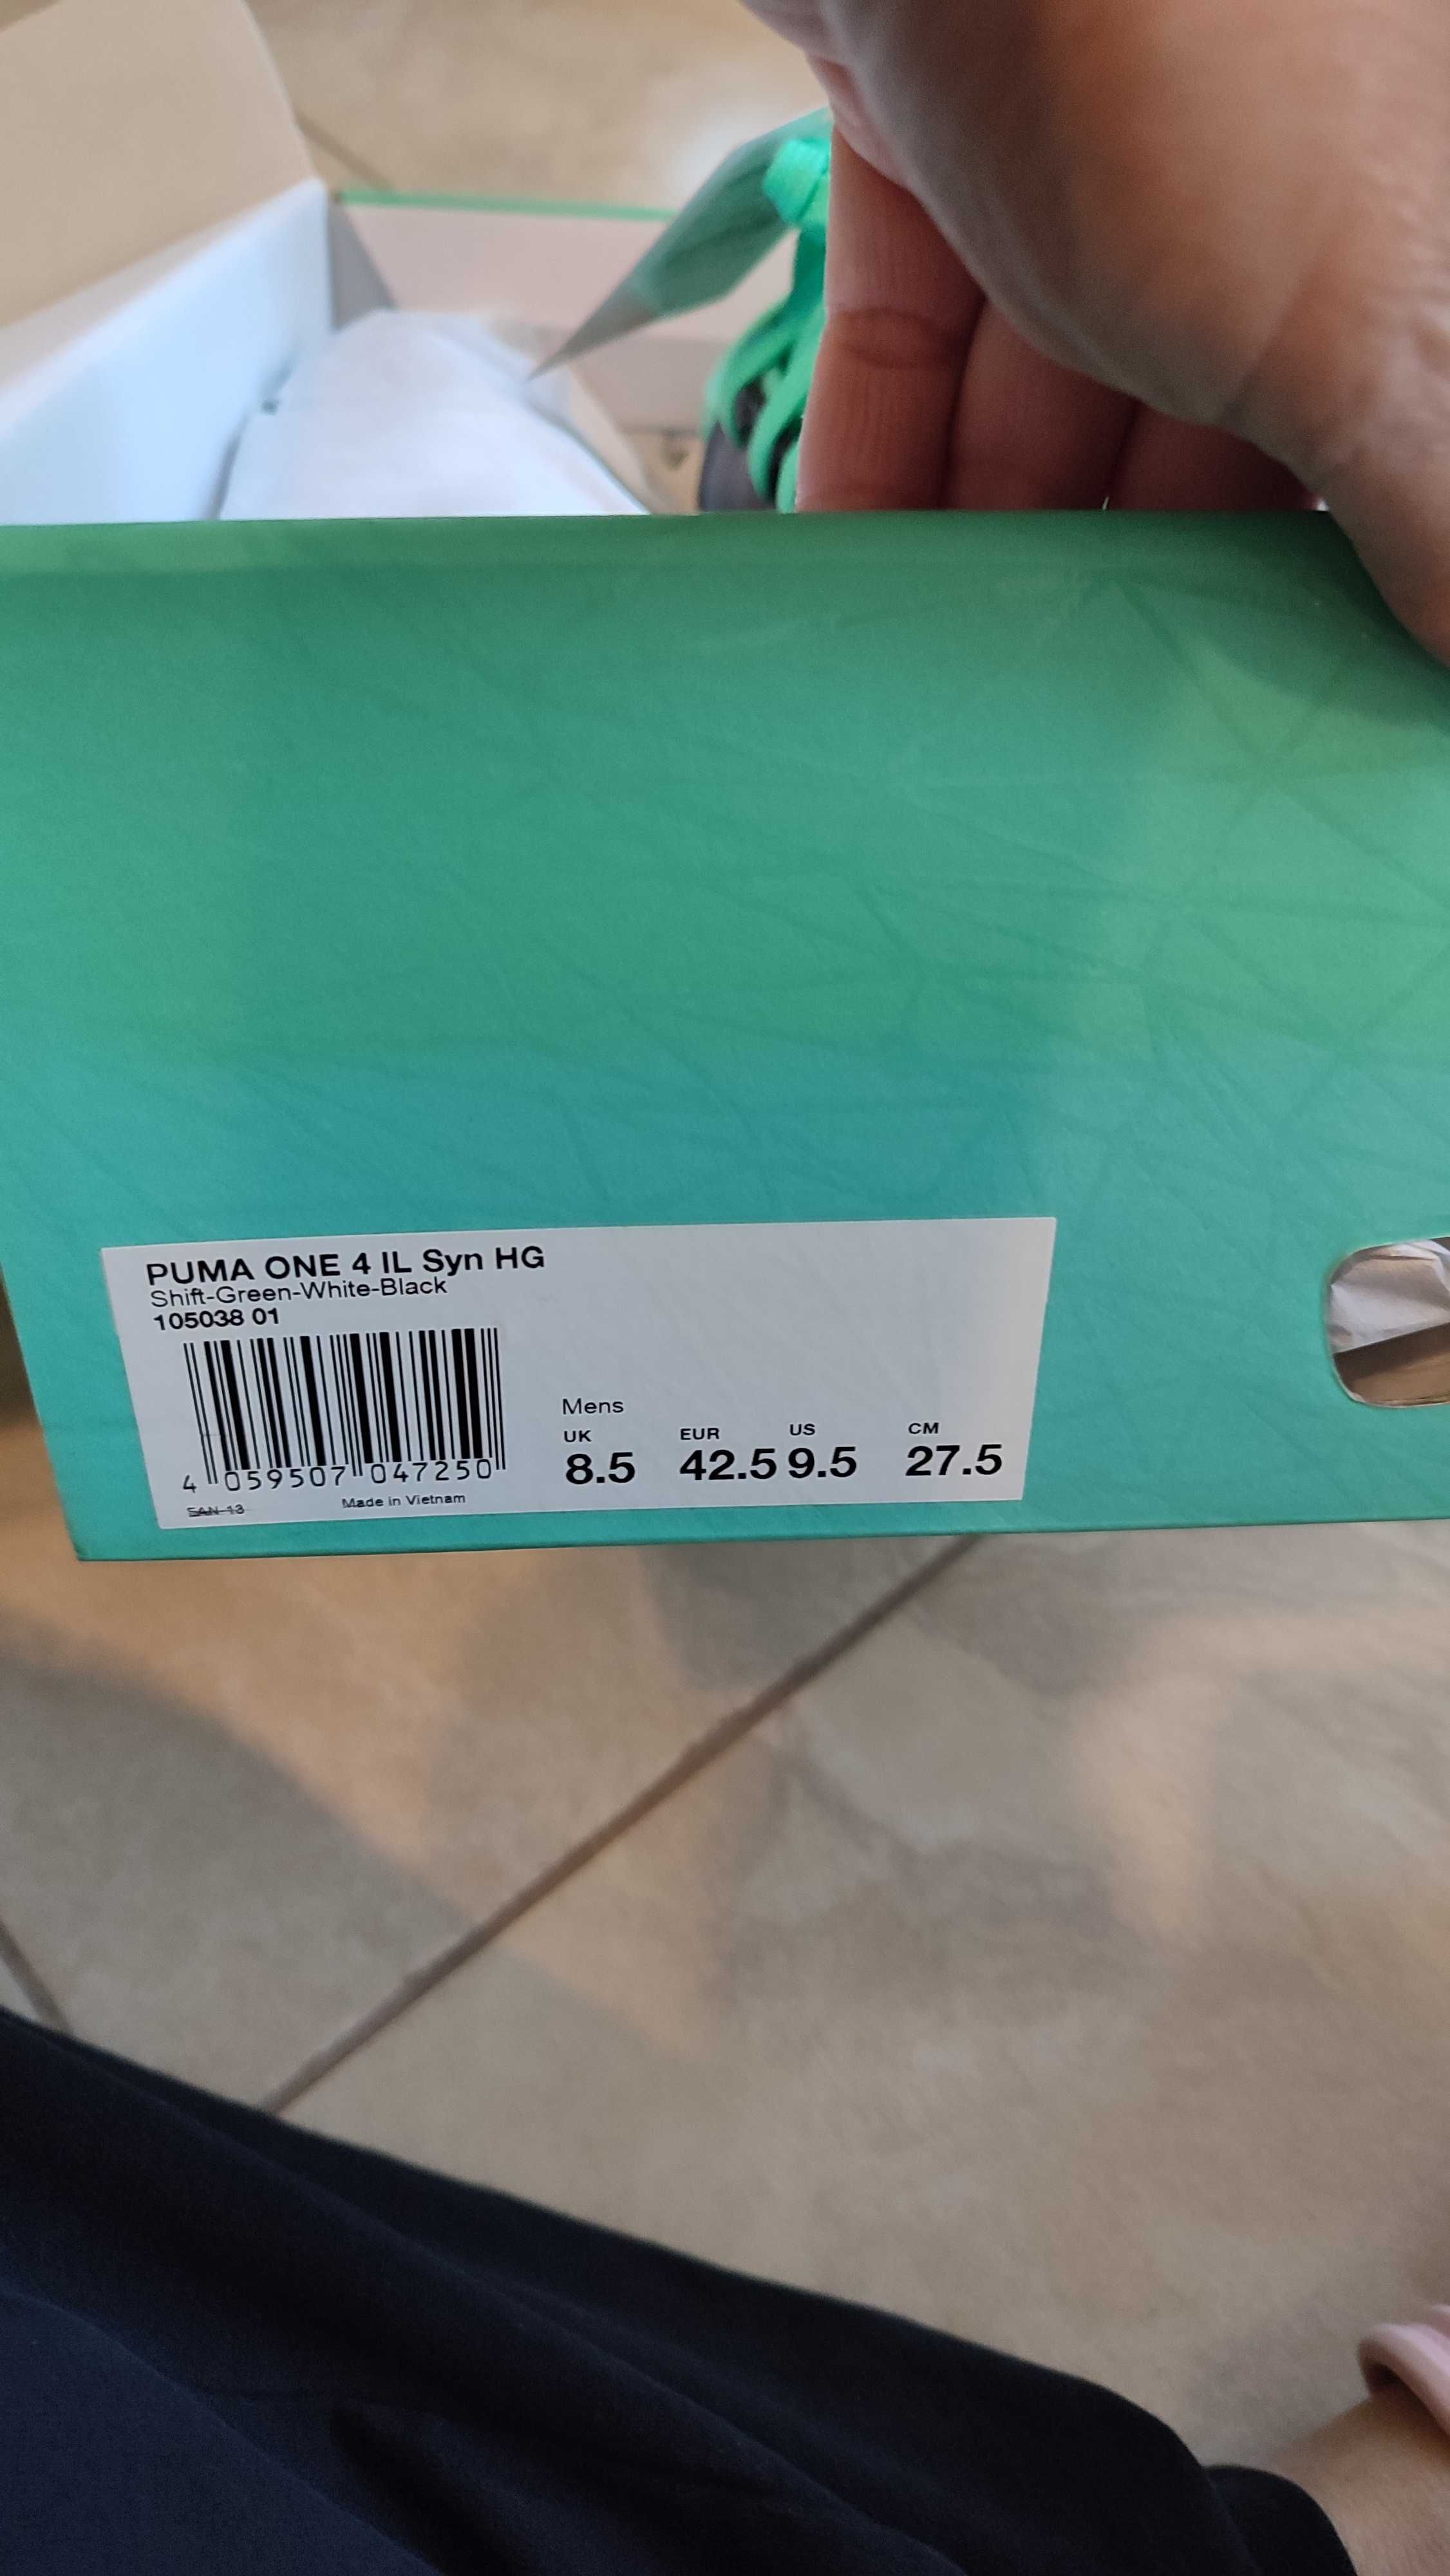 PUMA ONE 4 IL Syn HG
Shift-Green-White-Black
105038 01
4 059507 047250
EAN-13
Made in Vietnam
Mens
UK EUR US CM
8.5 42.5 9.5 27.5